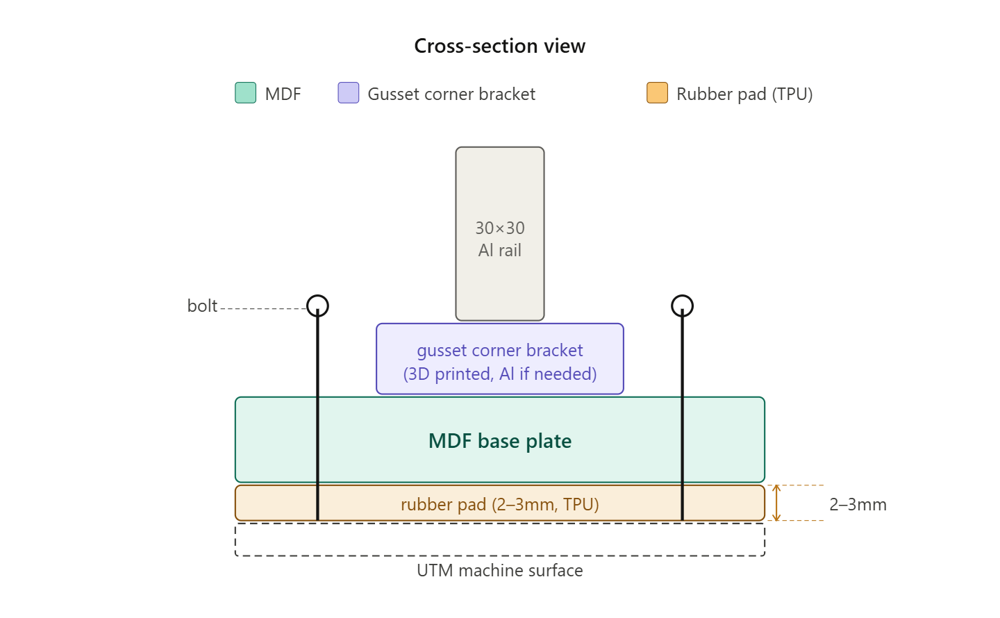 Cross-section view
MDF
Gusset corner bracket
Rubber pad (TPU)
30×30
Al rail
bolt
gusset corner bracket
(3D printed, Al if needed)
MDF base plate
rubber pad (2–3mm, TPU)
2–3mm
UTM machine surface